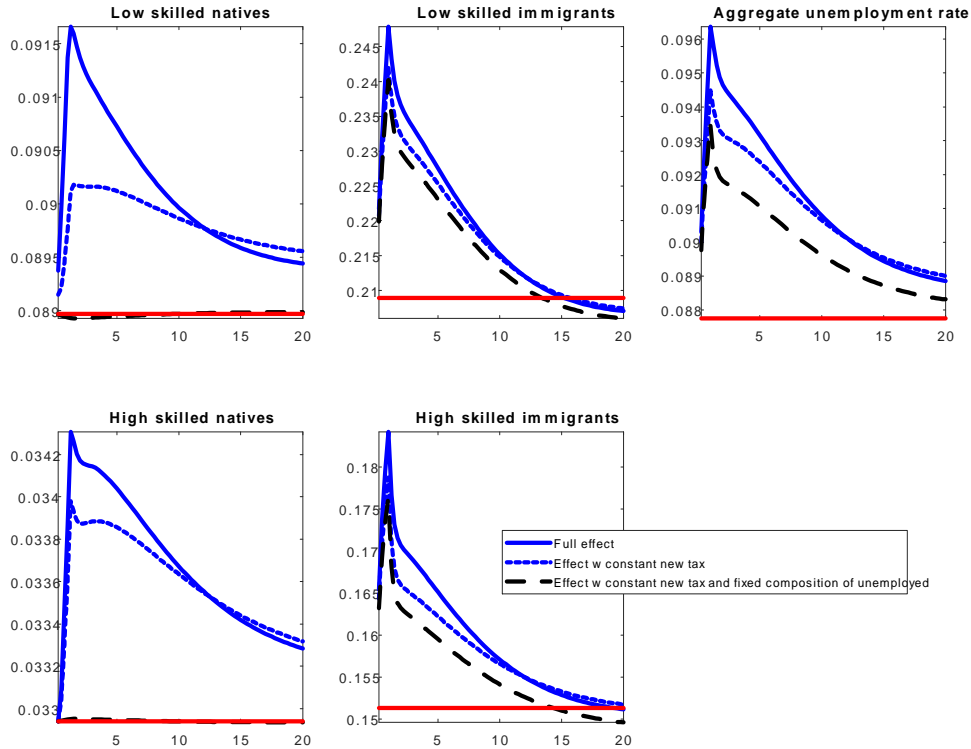 Low skilled natives
Low skilled immigrants
Aggregate unemployment rate
0.0915
0.091
0.0905
0.09
0.0895
0.089
5 10 15 20
0.245
0.24
0.235
0.23
0.225
0.22
0.215
0.21
5 10 15 20
0.096
0.095
0.094
0.093
0.092
0.091
0.09
0.089
0.088
5 10 15 20
High skilled natives
High skilled immigrants
0.0342
0.034
0.0338
0.0336
0.0334
0.0332
0.033
5 10 15 20
0.18
0.175
0.17
0.165
0.16
0.155
0.15
5 10 15 20
Full effect
Effect w constant new tax
Effect w constant new tax and fixed composition of unemployed